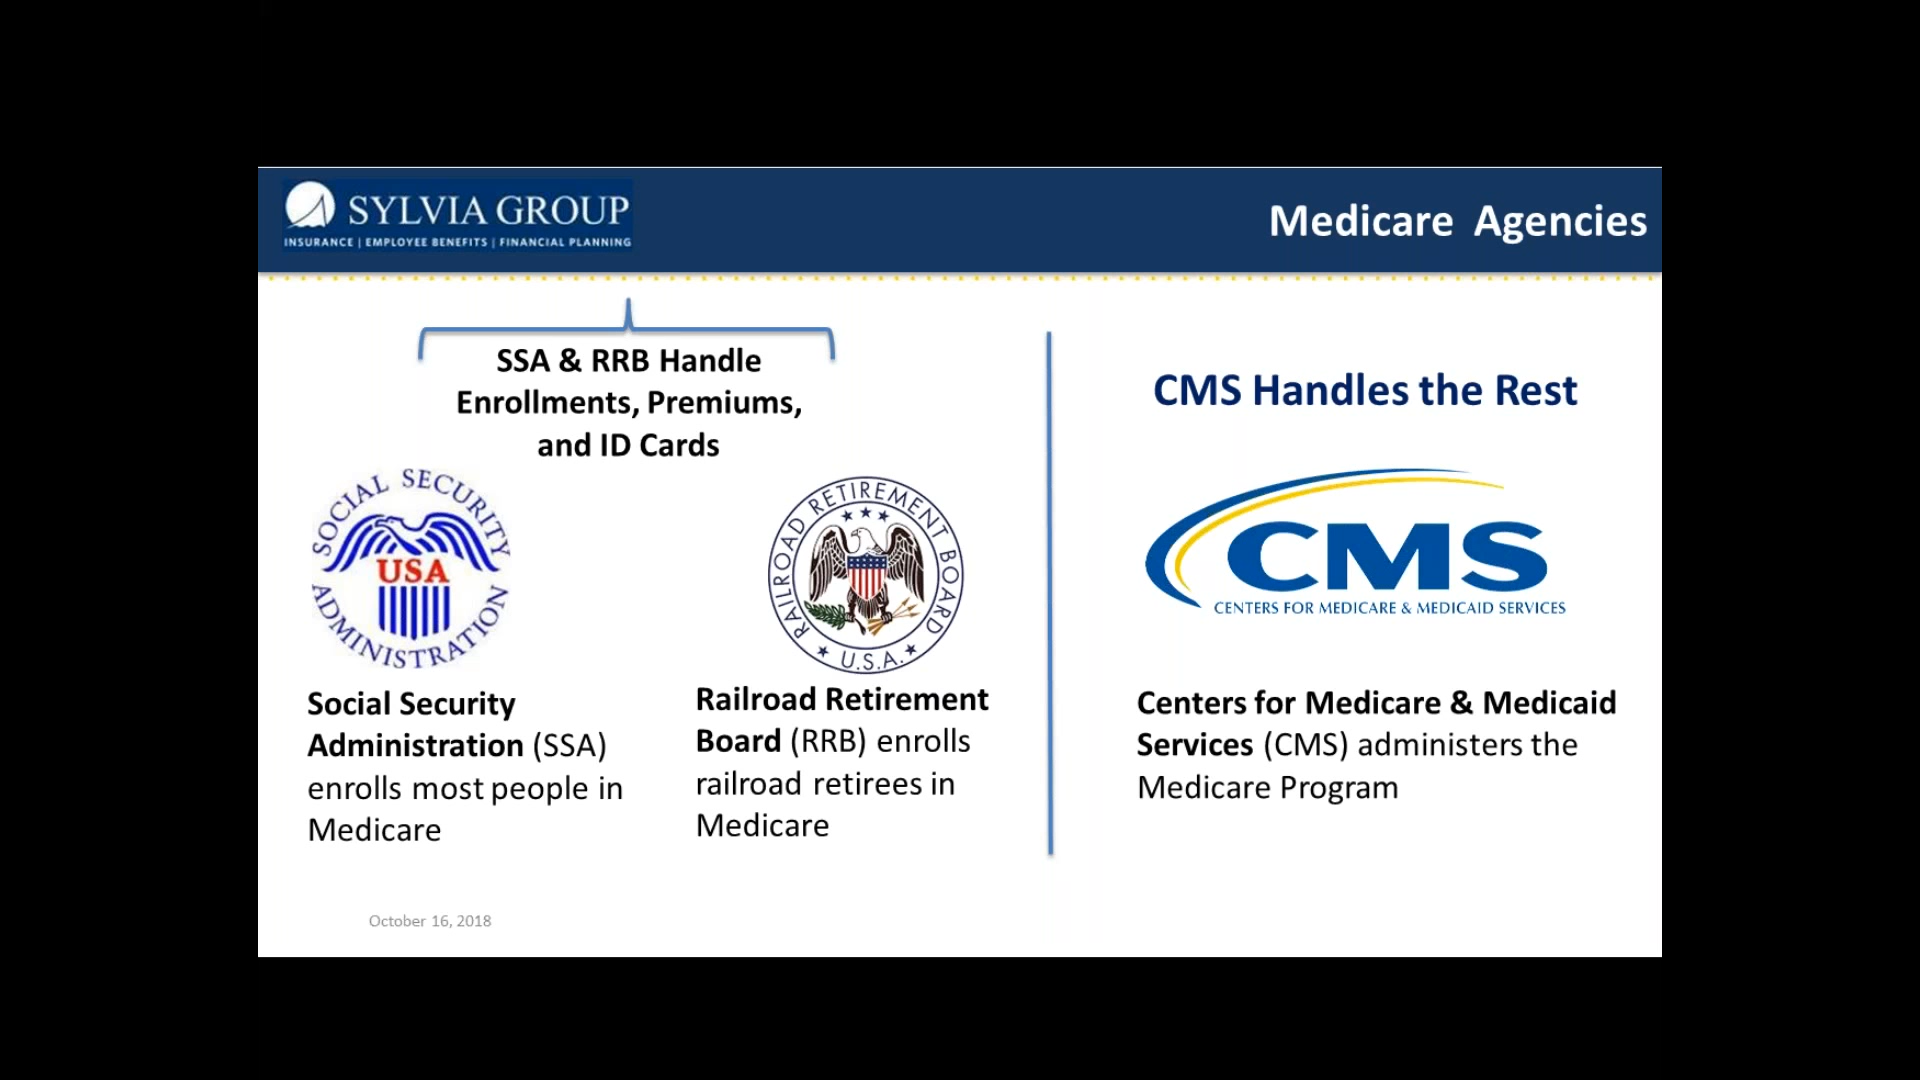 SYLVIA GROUP
INSURANCE | EMPLOYEE BENEFITS | FINANCIAL PLANNING
Medicare Agencies
SSA & RRB Handle
Enrollments, Premiums,
and ID Cards
CMS Handles the Rest
SOCIAL SECURITY
ADMINISTRATION
USA
RAILROAD RETIREMENT BOARD
U.S.A.
CMS
CENTERS FOR MEDICARE & MEDICAID SERVICES
Social Security
Administration (SSA)
enrolls most people in
Medicare
Railroad Retirement
Board (RRB) enrolls
railroad retirees in
Medicare
Centers for Medicare & Medicaid
Services (CMS) administers the
Medicare Program
October 16, 2018